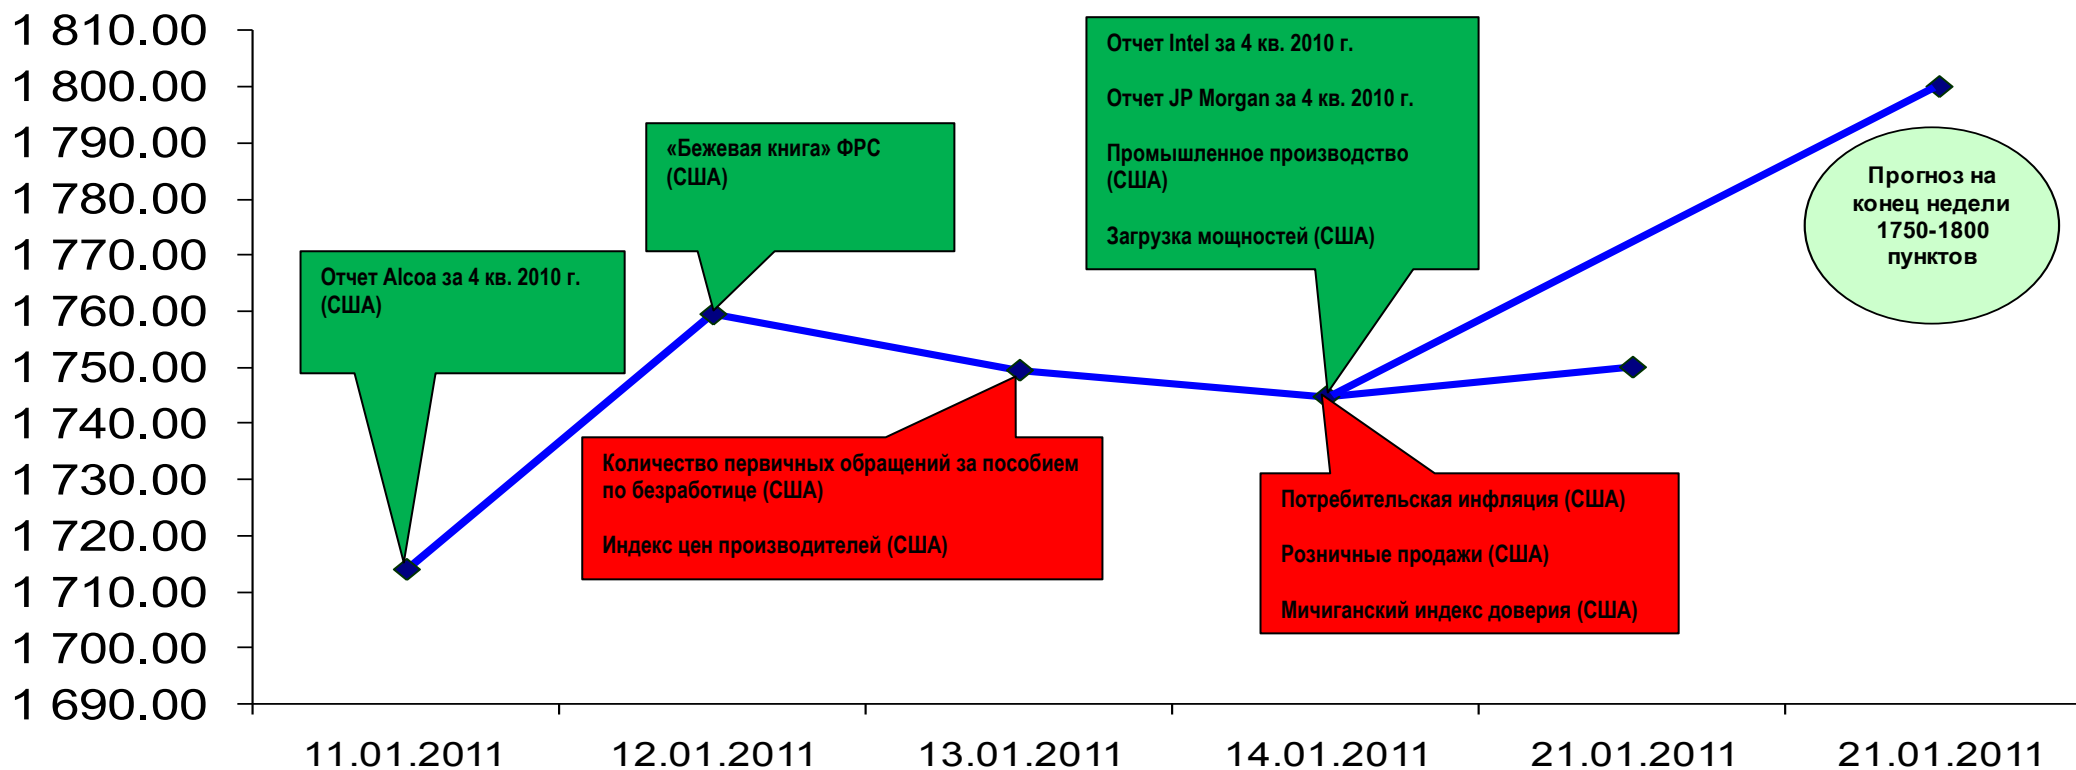 1 810.00
1 800.00
1 790.00
1 780.00
1 770.00
1 760.00
1 750.00
1 740.00
1 730.00
1 720.00
1 710.00
1 700.00
1 690.00
Отчет Alcoa за 4 кв. 2010 г.
(США)
«Бежевая книга» ФРС
(США)
Количество первичных обращений за пособием
по безработице (США)
Индекс цен производителей (США)
Отчет Intel за 4 кв. 2010 г.
Отчет JP Morgan за 4 кв. 2010 г.
Промышленное производство
(США)
Загрузка мощностей (США)
Потребительская инфляция (США)
Розничные продажи (США)
Мичиганский индекс доверия (США)
Прогноз на
конец недели
1750-1800
пунктов
11.01.2011
12.01.2011
13.01.2011
14.01.2011
21.01.2011
21.01.2011